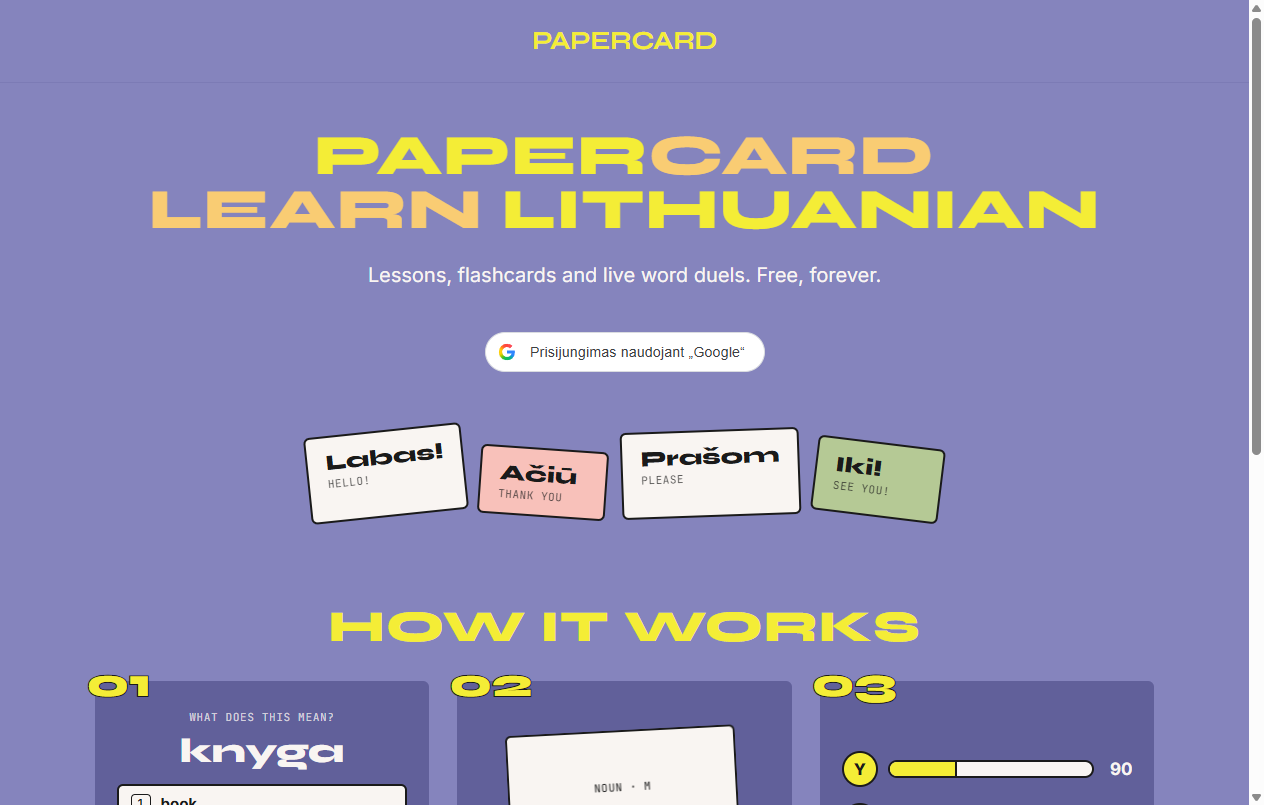 PAPERCARD
PAPERCARD
LEARN LITHUANIAN
Lessons, flashcards and live word duels. Free, forever.
Prisijungimas naudojant „Google“
Labas!
HELLO!
Ačiū
THANK YOU
Prašom
PLEASE
Iki!
SEE YOU!
HOW IT WORKS
01
WHAT DOES THIS MEAN?
knyga
1 book
02
NOUN · M
03
Y 90